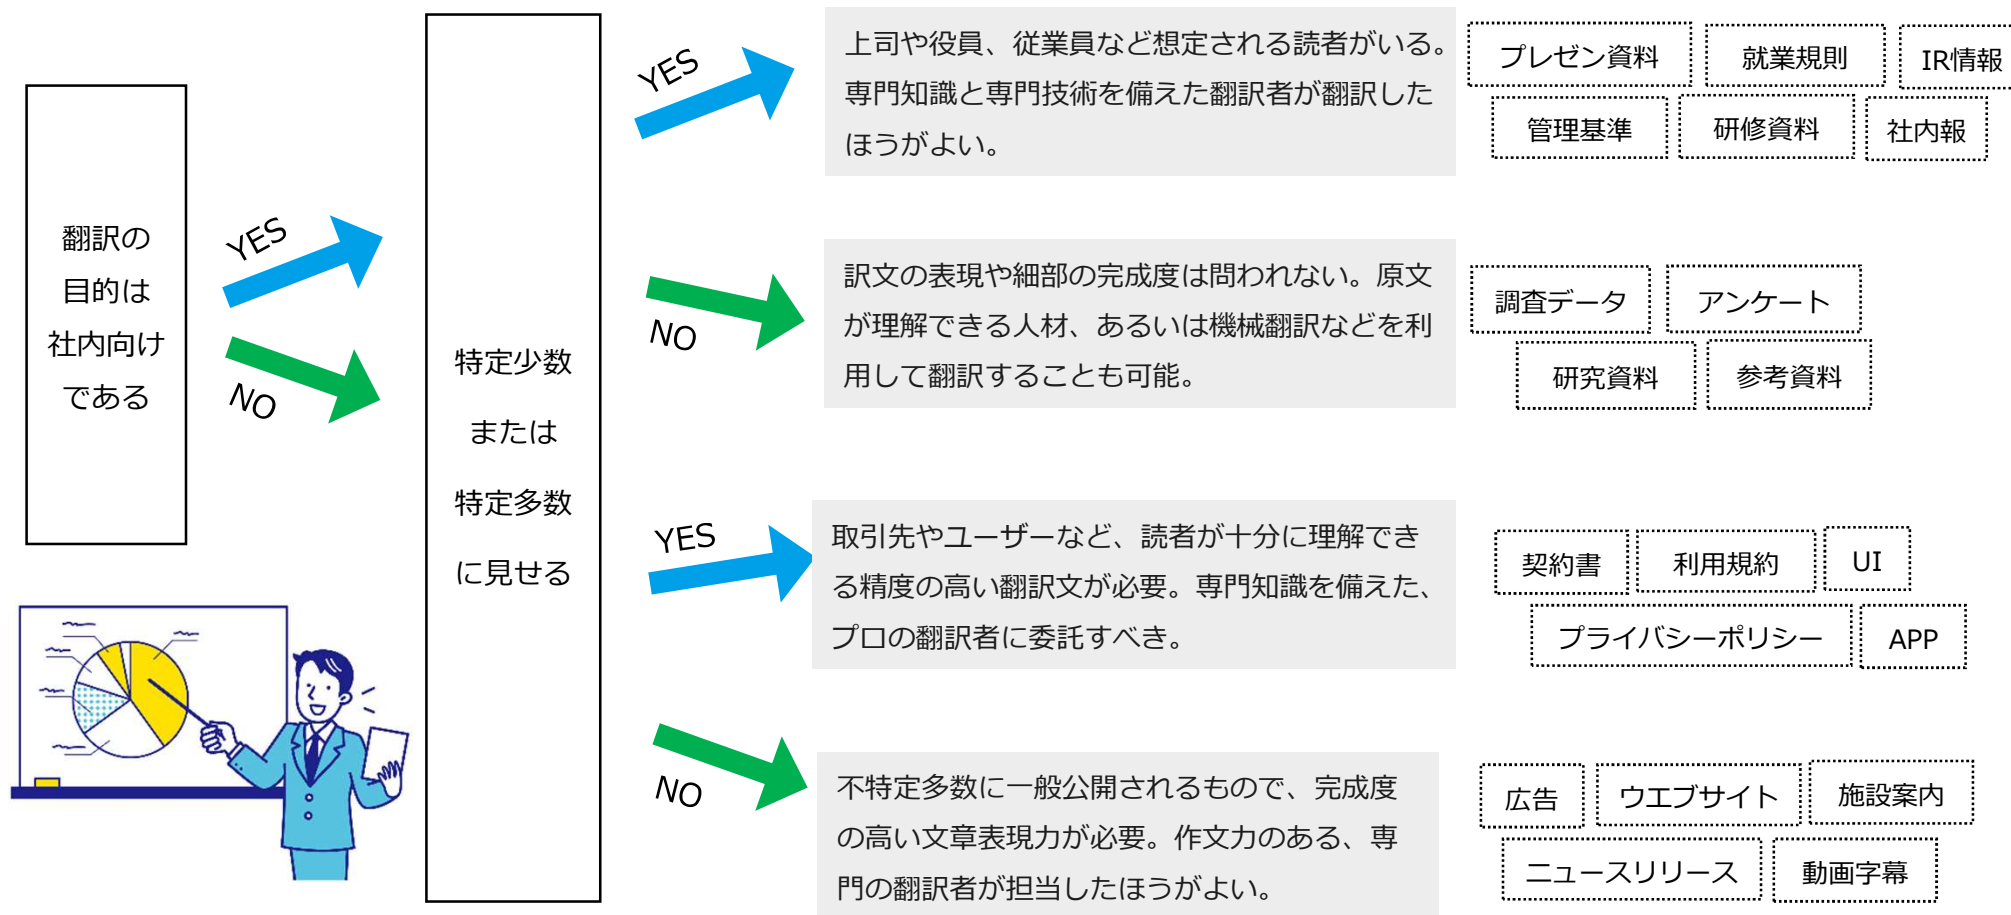 翻訳の
目的は
社内向け
である
YES
NO
特定少数
または
特定多数
に見せる
YES
上司や役員、従業員など想定される読者がいる。
専門知識と専門技術を備えた翻訳者が翻訳した
ほうがよい。
プレゼン資料
就業規則
IR情報
管理基準
研修資料
社内報
NO
訳文の表現や細部の完成度は問われない。原文
が理解できる人材、あるいは機械翻訳などを利
用して翻訳することも可能。
調査データ
アンケート
研究資料
参考資料
YES
取引先やユーザーなど、読者が十分に理解でき
る精度の高い翻訳文が必要。専門知識を備えた、
プロの翻訳者に委託すべき。
契約書
利用規約
UI
プライバシーポリシー
APP
NO
不特定多数に一般公開されるもので、完成度
の高い文章表現力が必要。作文力のある、専
門の翻訳者が担当したほうがよい。
広告
ウエブサイト
施設案内
ニュースリリース
動画字幕